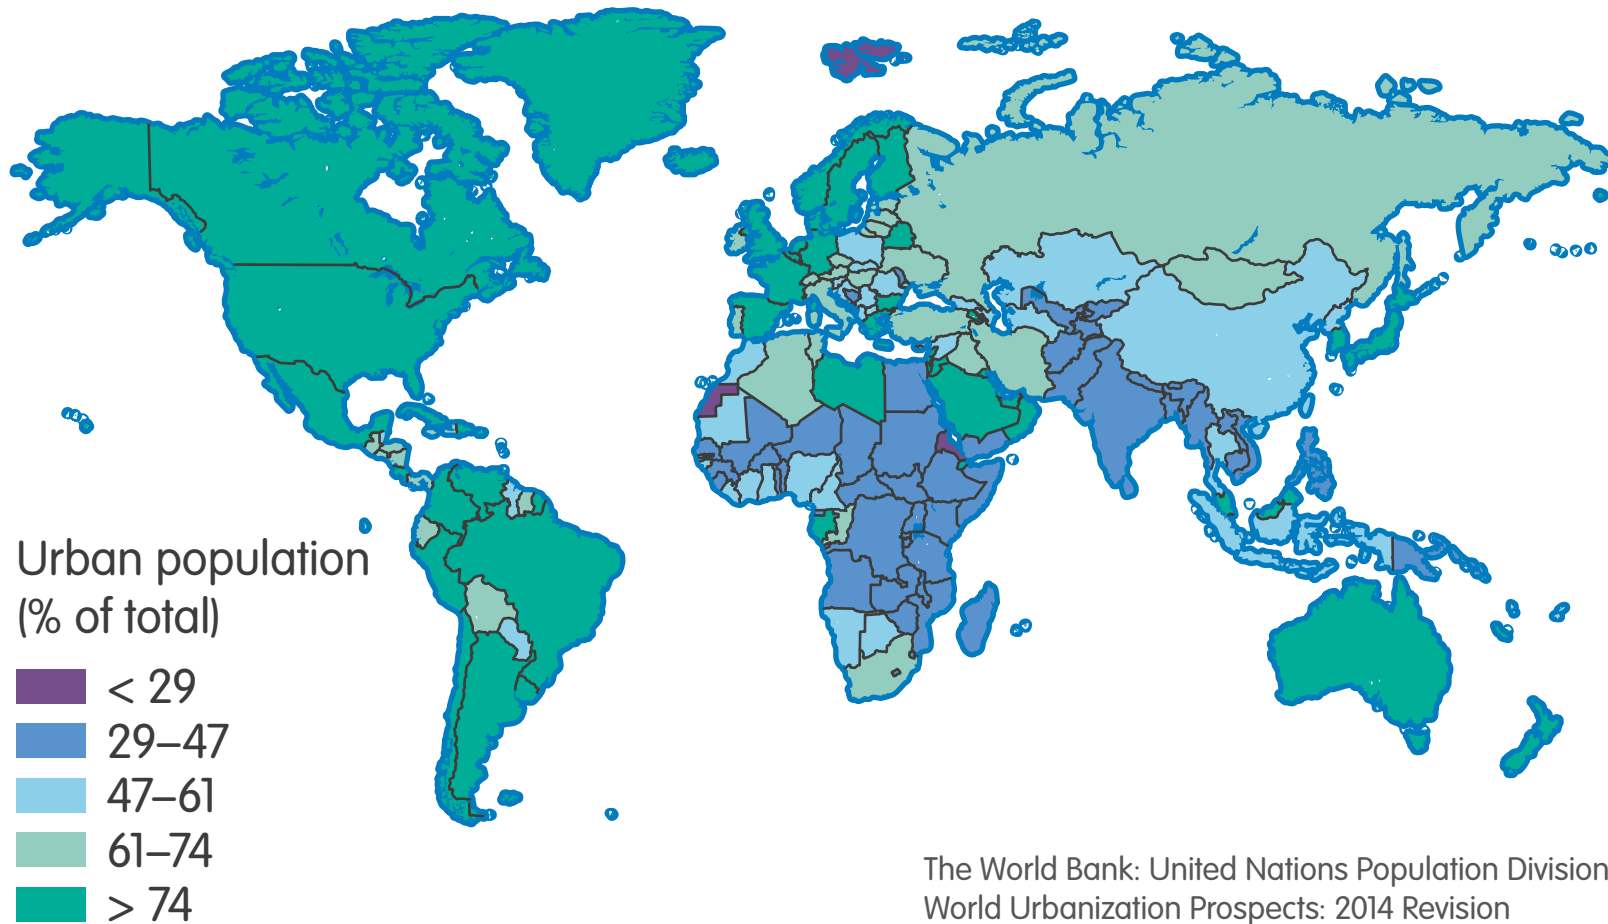 Urban population
(% of total)
< 29
29–47
47–61
61–74
> 74
The World Bank: United Nations Population Division
World Urbanization Prospects: 2014 Revision